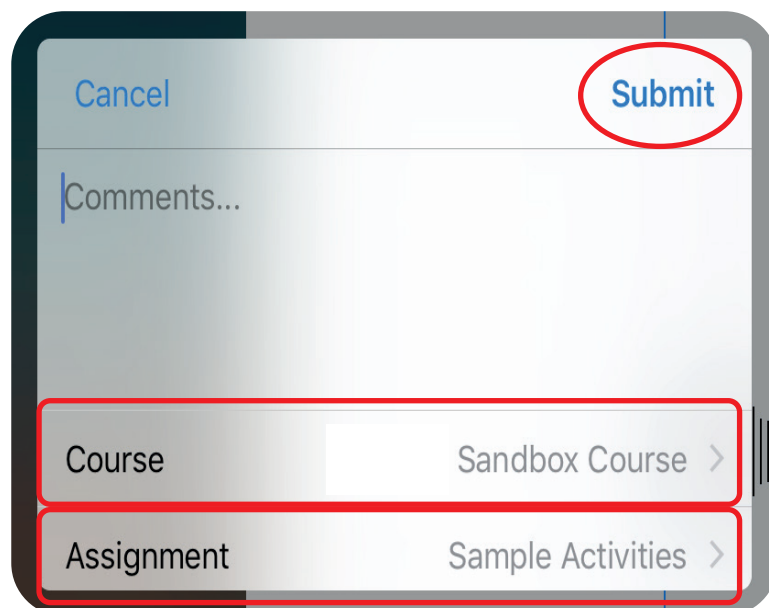 Cancel Submit
Comments...
Course Sandbox Course >
Assignment Sample Activities >